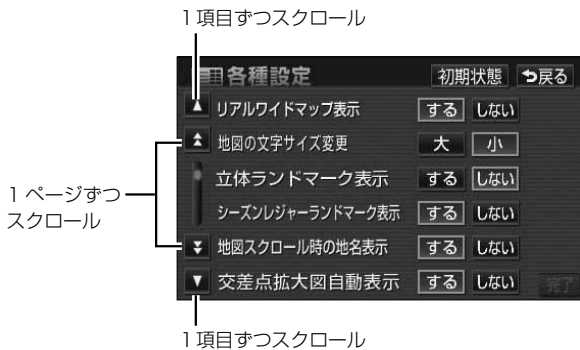 1項目ずつスクロール
各種設定 初期状態 戻る
リアルワイドマップ表示 する しない
地図の文字サイズ変更 大 小
立体ランドマーク表示 する しない
1ページずつ
スクロール
シーズンレジャーランドマーク表示 する しない
地図スクロール時の地名表示 する しない
交差点拡大図自動表示 する しない 完了
1項目ずつスクロール